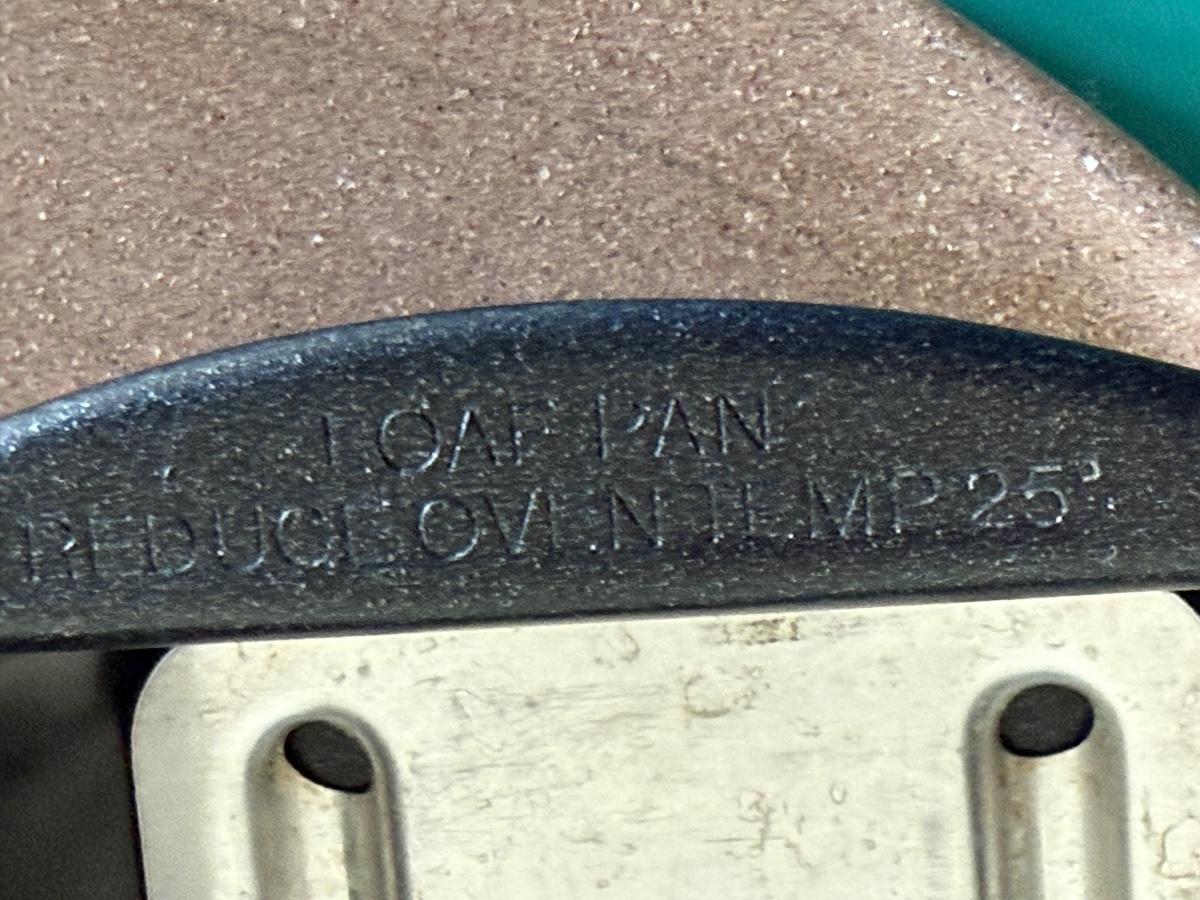 LOAF PAN
REDUCE OVEN TEMP. 25°.